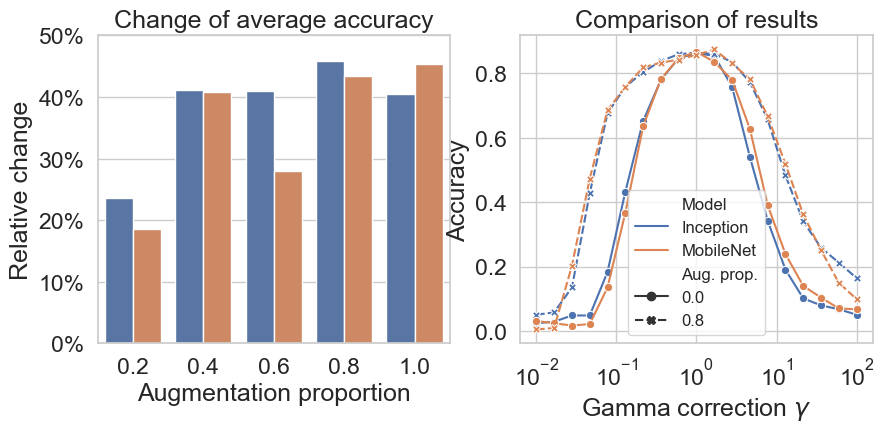 Change of average accuracy
50%
40%
30%
20%
10%
0%
Relative change
0.2 0.4 0.6 0.8 1.0
Augmentation proportion
Comparison of results
0.8
0.6
0.4
0.2
0.0
Accuracy
Model
Inception
MobileNet
Aug. prop.
0.0
0.8
10⁻² 10⁻¹ 10⁰ 10¹ 10²
Gamma correction γ